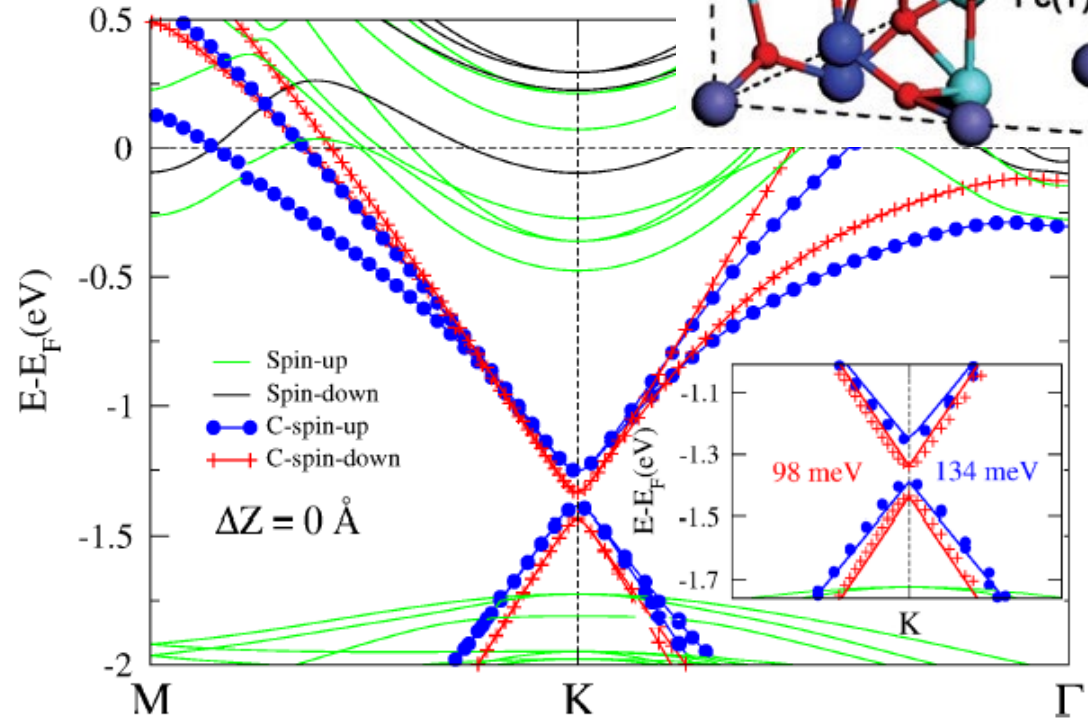 0.5
0
-0.5
-1
-1.5
-2
E-E_F(eV)
Spin-up
Spin-down
C-spin-up
C-spin-down
ΔZ = 0 Å
M
K
Γ
-1.1
-1.3
-1.5
-1.7
E-E_F(eV)
98 meV
134 meV
K